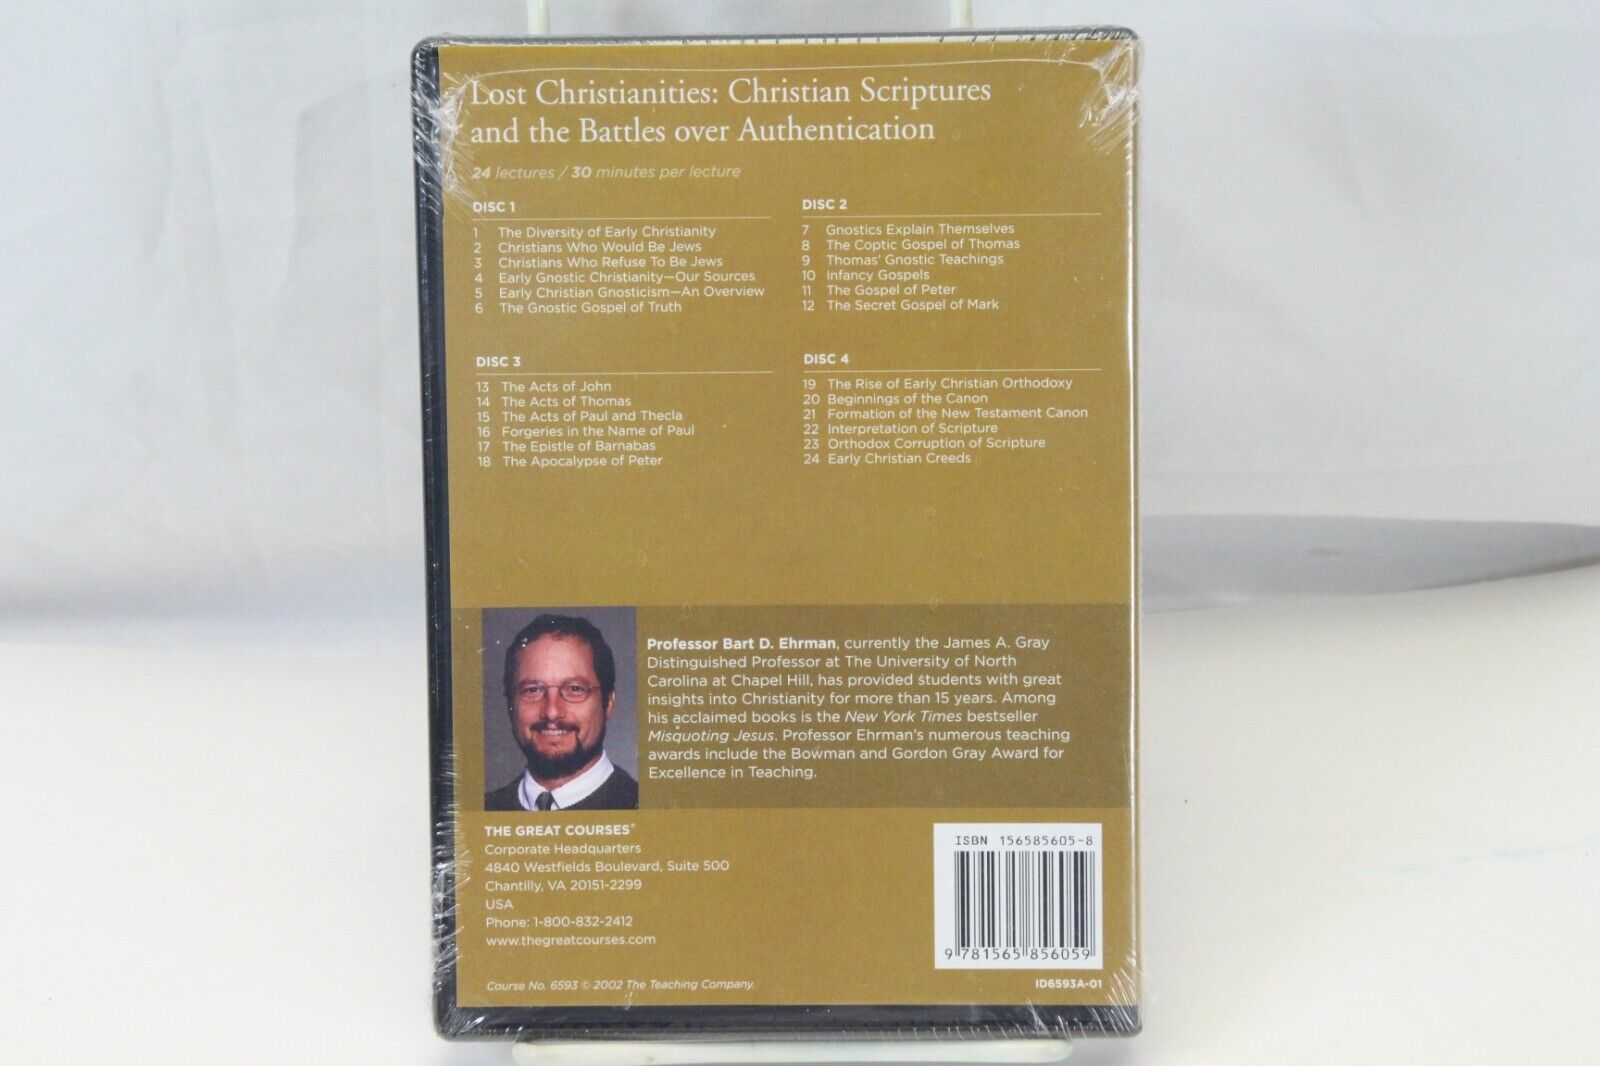 Lost Christianities: Christian Scriptures
and the Battles over Authentication
24 lectures / 30 minutes per lecture
DISC 1
1 The Diversity of Early Christianity
2 Christians Who Would Be Jews
3 Christians Who Refuse To Be Jews
4 Early Gnostic Christianity—Our Sources
5 Early Christian Gnosticism—An Overview
6 The Gnostic Gospel of Truth
DISC 2
7 Gnostics Explain Themselves
8 The Coptic Gospel of Thomas
9 Thomas' Gnostic Teachings
10 Infancy Gospels
11 The Gospel of Peter
12 The Secret Gospel of Mark
DISC 3
13 The Acts of John
14 The Acts of Thomas
15 The Acts of Paul and Thecla
16 Forgeries in the Name of Paul
17 The Epistle of Barnabas
18 The Apocalypse of Peter
DISC 4
19 The Rise of Early Christian Orthodoxy
20 Beginnings of the Canon
21 Formation of the New Testament Canon
22 Interpretation of Scripture
23 Orthodox Corruption of Scripture
24 Early Christian Creeds
Professor Bart D. Ehrman, currently the James A. Gray
Distinguished Professor at The University of North
Carolina at Chapel Hill, has provided students with great
insights into Christianity for more than 15 years. Among
his acclaimed books is the New York Times bestseller
Misquoting Jesus. Professor Ehrman's numerous teaching
awards include the Bowman and Gordon Gray Award for
Excellence in Teaching.
THE GREAT COURSES®
Corporate Headquarters
4840 Westfields Boulevard, Suite 500
Chantilly, VA 20151-2299
USA
Phone: 1-800-832-2412
www.thegreatcourses.com
Course No. 6593 © 2002 The Teaching Company.
ISBN 156585605-8
9 781565 856059
ID6593A-01